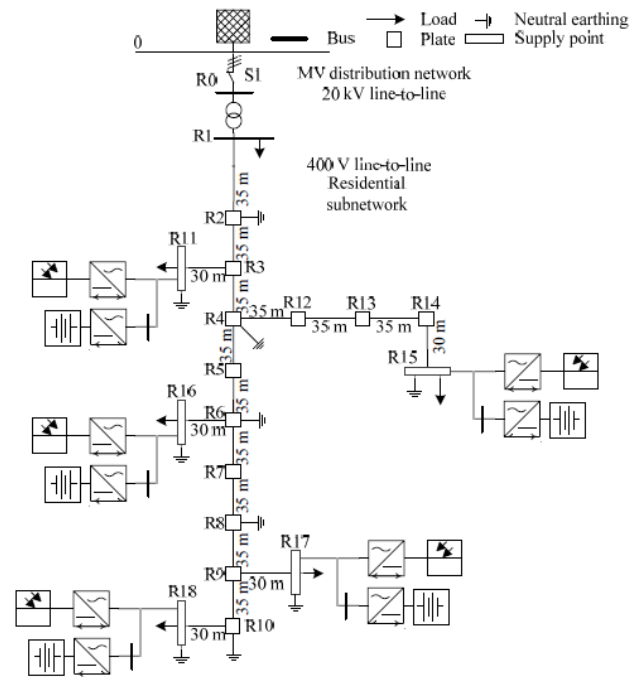 Load
Neutral earthing
0
Bus
Plate
Supply point
S1
R0
MV distribution network
20 kV line-to-line
R1
400 V line-to-line
Residential
subnetwork
35 m
R2
35 m
R11
30 m
R3
35 m
R4
35 m
R12
35 m
R13
35 m
R14
30 m
35 m
R5
R15
35 m
R16
30 m
R6
35 m
R7
35 m
R8
35 m
R17
R9
30 m
35 m
R18
30 m
R10